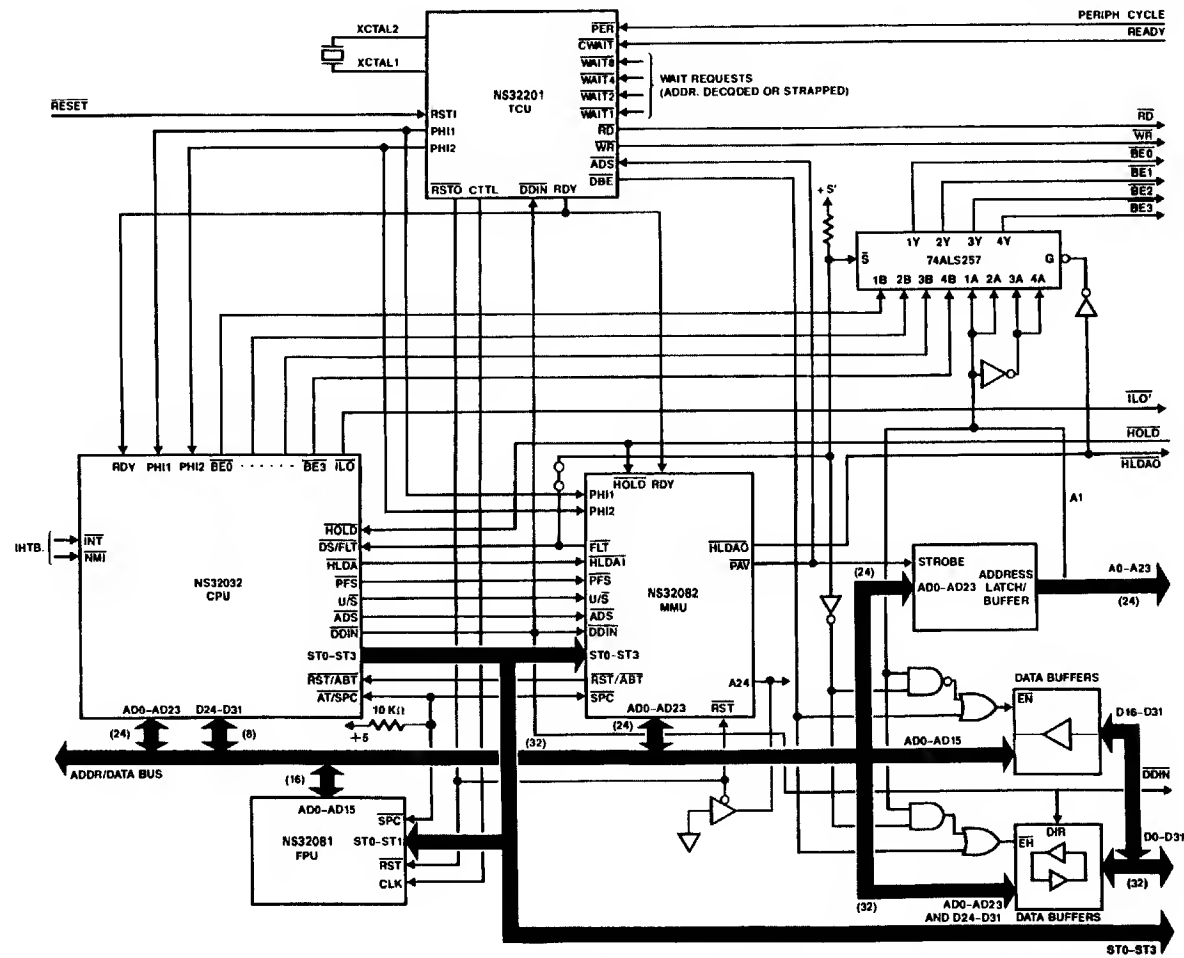 XCTAL2
XCTAL1
NS32201
TCU
PER
CWAIT
WAIT8
WAIT4
WAIT2
WAIT1
RD
WR
ADS
DBE
RSTI
PHI1
PHI2
RSTO CTTL DDIN RDY
PERIPH CYCLE
READY
WAIT REQUESTS
(ADDR. DECODED OR STRAPPED)
RESET
RD
WR
BE0
BE1
BE2
BE3
+5'
1Y 2Y 3Y 4Y
S 74ALS257 G
1B 2B 3B 4B 1A 2A 3A 4A
ILO'
HOLD
HLDAO
A1
RDY PHI1 PHI2 BE0 · · · · · · BE3 ILO
IHTB.
INT
NMI
NS32032
CPU
HOLD
DS/FLT
HLDA
PFS
U/S
ADS
DDIN
ST0-ST3
RST/ABT
AT/SPC
AD0-AD23 D24-D31
(24) (8)
10 KΩ
+5
HOLD RDY
PHI1
PHI2
FLT
HLDAI
PFS
U/S
ADS
DDIN
ST0-ST3
RST/ABT
SPC
NS32082
MMU
HLDAO
PAV
A24
RST
AD0-AD23
(24)
(32)
STROBE
AD0-AD23
ADDRESS
LATCH/
BUFFER
(24)
A0-A23
(24)
DATA BUFFERS
EN
D16-D31
AD0-AD15
DDIN
ADDR/DATA BUS
(16)
AD0-AD15
NS32081
FPU
SPC
ST0-ST1
RST
CLK
DIR
EH
D0-D31
(32)
(32)
AD0-AD23
AND D24-D31
DATA BUFFERS
ST0-ST3